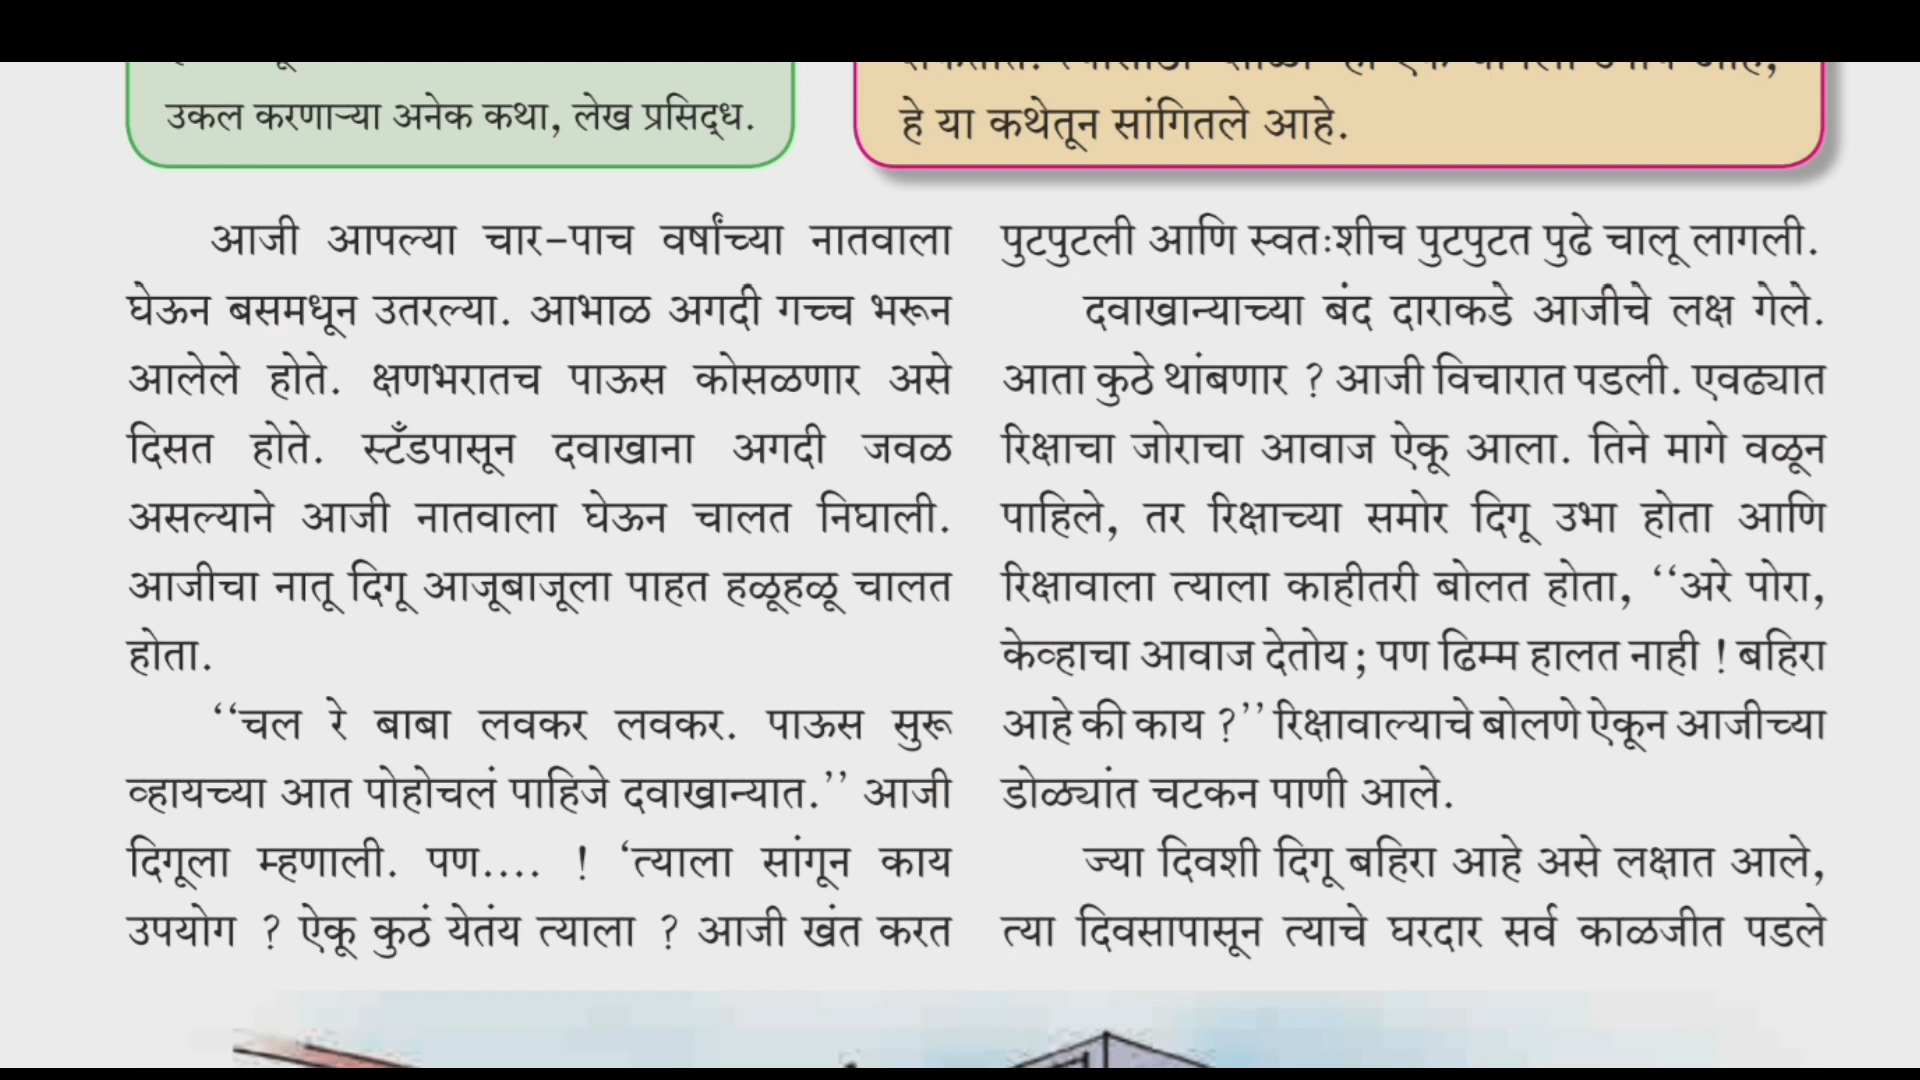 उकल करणाऱ्या अनेक कथा, लेख प्रसिद्ध.
हे या कथेतून सांगितले आहे.
आजी आपल्या चार-पाच वर्षांच्या नातवाला
घेऊन बसमधून उतरल्या. आभाळ अगदी गच्च भरून
आलेले होते. क्षणभरातच पाऊस कोसळणार असे
दिसत होते. स्टँडपासून दवाखाना अगदी जवळ
असल्याने आजी नातवाला घेऊन चालत निघाली.
आजीचा नातू दिगू आजूबाजूला पाहत हळूहळू चालत
होता.
‘‘चल रे बाबा लवकर लवकर. पाऊस सुरू
व्हायच्या आत पोहोचलं पाहिजे दवाखान्यात.’’ आजी
दिगूला म्हणाली. पण.... ! ‘त्याला सांगून काय
उपयोग ? ऐकू कुठं येतंय त्याला ? आजी खंत करत
पुटपुटली आणि स्वतःशीच पुटपुटत पुढे चालू लागली.
दवाखान्याच्या बंद दाराकडे आजीचे लक्ष गेले.
आता कुठे थांबणार ? आजी विचारात पडली. एवढ्यात
रिक्षाचा जोराचा आवाज ऐकू आला. तिने मागे वळून
पाहिले, तर रिक्षाच्या समोर दिगू उभा होता आणि
रिक्षावाला त्याला काहीतरी बोलत होता, ‘‘अरे पोरा,
केव्हाचा आवाज देतोय; पण ढिम्म हालत नाही ! बहिरा
आहे की काय ?’’ रिक्षावाल्याचे बोलणे ऐकून आजीच्या
डोळ्यांत चटकन पाणी आले.
ज्या दिवशी दिगू बहिरा आहे असे लक्षात आले,
त्या दिवसापासून त्याचे घरदार सर्व काळजीत पडले